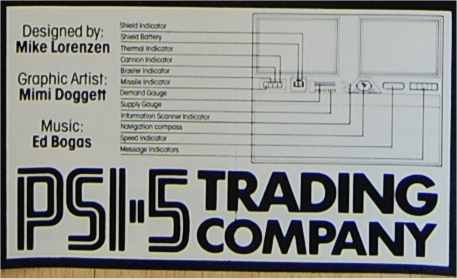 Designed by:
Mike Lorenzen
Graphic Artist:
Mimi Doggett
Music:
Ed Bogas
Shield Indicator
Shield Battery
Thermal Indicator
Cannon Indicator
Blaster Indicator
Missile Indicator
Demand Gauge
Supply Gauge
Information Scanner Indicator
Navigation compass
Speed Indicator
Message Indicators
PSI-5 TRADING
COMPANY